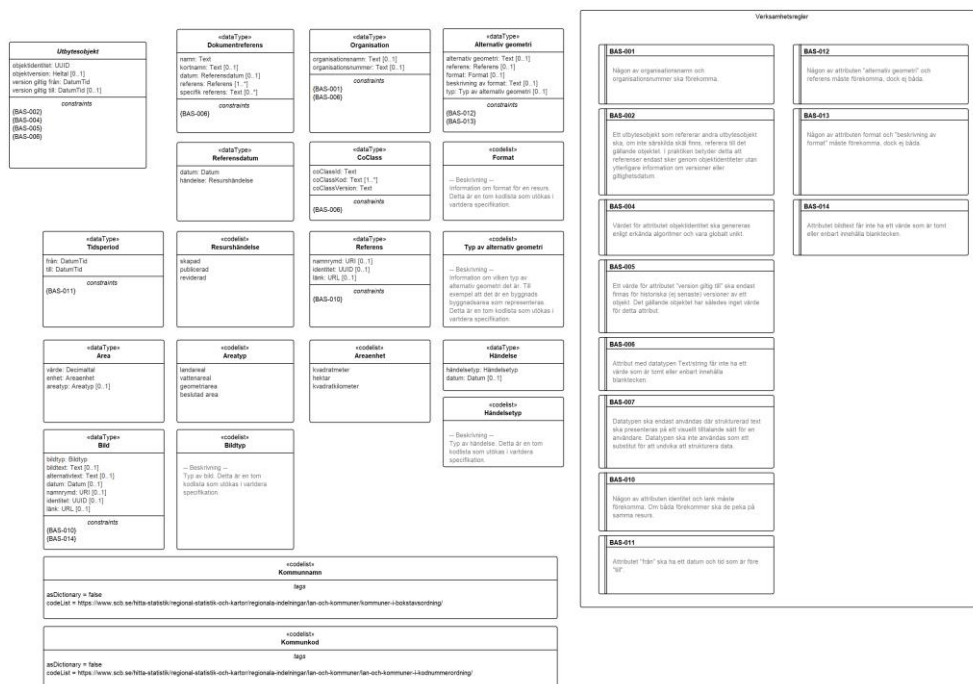 Utbytesobjekt
objektidentitet: UUID
objektversion: Heltal [0..1]
version giltig från: DatumTid
version giltig till: DatumTid [0..1]
constraints
{BAS-002}
{BAS-004}
{BAS-005}
{BAS-008}
«dataType»
Dokumentreferens
namn: Text
kortnamn: Text [0..1]
datum: Referensdatum [0..1]
referens: Referens [1..*]
specifik referens: Text [0..*]
constraints
{BAS-006}
«dataType»
Organisation
organisationsnamn: Text [0..1]
organisationsnummer: Text [0..1]
constraints
{BAS-001}
{BAS-006}
«dataType»
Alternativ geometri
alternativ geometri: Text [0..1]
referens: Referens [0..1]
format: Format [0..1]
beskrivning av format: Text [0..1]
typ: Typ av alternativ geometri [0..1]
constraints
{BAS-012}
{BAS-013}
«dataType»
Referensdatum
datum: Datum
händelse: Resurshändelse
«dataType»
CoClass
coClassId: Text
coClassKod: Text [1..*]
coClassVersion: Text
constraints
{BAS-006}
«codelist»
Format
-- Beskrivning --
Information om format för en resurs.
Detta är en tom kodlista som utökas i
vartdera specifikation.
«dataType»
Tidsperiod
från: DatumTid
till: DatumTid
constraints
{BAS-011}
«codelist»
Resurshändelse
skapad
publicerad
reviderad
«dataType»
Referens
namnrymd: URI [0..1]
identitet: UUID [0..1]
länk: URL [0..1]
constraints
{BAS-010}
«codelist»
Typ av alternativ geometri
-- Beskrivning --
Information om vilken typ av
alternativ geometri det är. Till
exempel att det är en byggnads
byggnadsarea som representeras.
Detta är en tom kodlista som utökas i
vartdera specifikation.
«dataType»
Area
värde: Decimaltal
enhet: Areaenhet
areatyp: Areatyp [0..1]
«codelist»
Areatyp
landareal
vattenareal
geometriarea
beslutad area
«codelist»
Areaenhet
kvadratmeter
hektar
kvadratkilometer
«dataType»
Händelse
händelsetyp: Händelsetyp
datum: Datum [0..1]
«codelist»
Händelsetyp
-- Beskrivning --
Typ av händelse. Detta är en tom
kodlista som utökas i vartdera
specifikation.
«dataType»
Bild
bildtyp: Bildtyp
bildtext: Text [0..1]
alternativtext: Text [0..1]
datum: Datum [0..1]
namnrymd: URI [0..1]
identitet: UUID [0..1]
länk: URL [0..1]
constraints
{BAS-010}
{BAS-014}
«codelist»
Bildtyp
-- Beskrivning --
Typ av bild. Detta är en tom
kodlista som utökas i vartdera
specifikation.
«codelist»
Kommunnamn
tags
asDictionary = false
codeList = https://www.scb.se/hitta-statistik/regional-statistik-och-kartor/regionala-indelningar/lan-och-kommuner/kommuner-i-bokstavsordning/
«codelist»
Kommunkod
tags
asDictionary = false
codeList = https://www.scb.se/hitta-statistik/regional-statistik-och-kartor/regionala-indelningar/lan-och-kommuner/lan-och-kommuner-i-kodnummerordning/
Verksamhetsregler
BAS-001
Någon av organisationsnamn och
organisationsnummer ska förekomma.
BAS-002
Ett utbytesobjekt som refererar andra utbytesobjekt
ska, om inte särskilda skäl finns, referera till det
gällande objektet. I praktiken betyder detta att
referenser endast sker genom objektidentiteter utan
ytterligare information om versioner eller
giltighetsdatum.
BAS-004
Värdet för attributet objektidentitet ska genereras
enligt erkända algoritmer och vara globalt unikt.
BAS-005
Ett värde för attributet "version giltig till" ska endast
finnas för historiska (ej senaste) versioner av ett
objekt. Det gällande objektet har således inget värde
för detta attribut.
BAS-006
Attribut med datatypen Text/string får inte ha ett
värde som är tomt eller enbart innehålla
blanktecken.
BAS-007
Datatypen ska endast användas där strukturerad text
ska presenteras på ett visuellt tilltalande sätt för en
användare. Datatypen ska inte användas som ett
substitut för att undvika att strukturera data.
BAS-010
Någon av attributen identitet och länk måste
förekomma. Om båda förekommer ska de peka på
samma resurs.
BAS-011
Attributet "från" ska ha ett datum och tid som är före
"till".
BAS-012
Någon av attributen "alternativ geometri" och
referens måste förekomma, dock ej båda.
BAS-013
Någon av attributen format och "beskrivning av
format" måste förekomma, dock ej båda.
BAS-014
Attributet bildtext får inte ha ett värde som är tomt
eller enbart innehålla blanktecken.